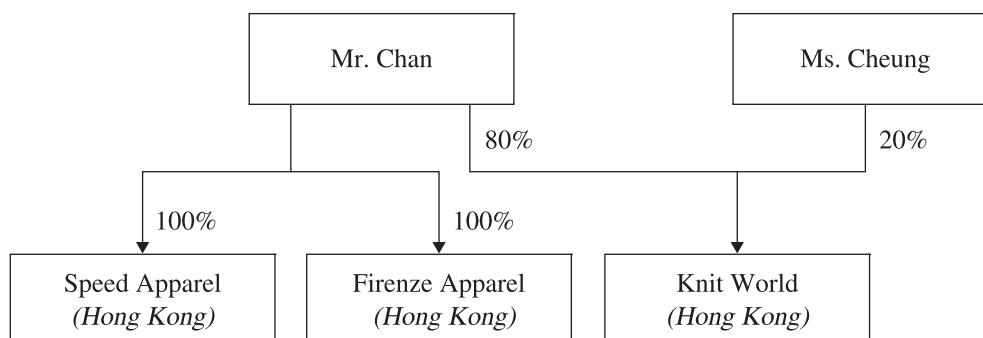 Mr. Chan
Ms. Cheung
80%
20%
100%
100%
Speed Apparel
(Hong Kong)
Firenze Apparel
(Hong Kong)
Knit World
(Hong Kong)